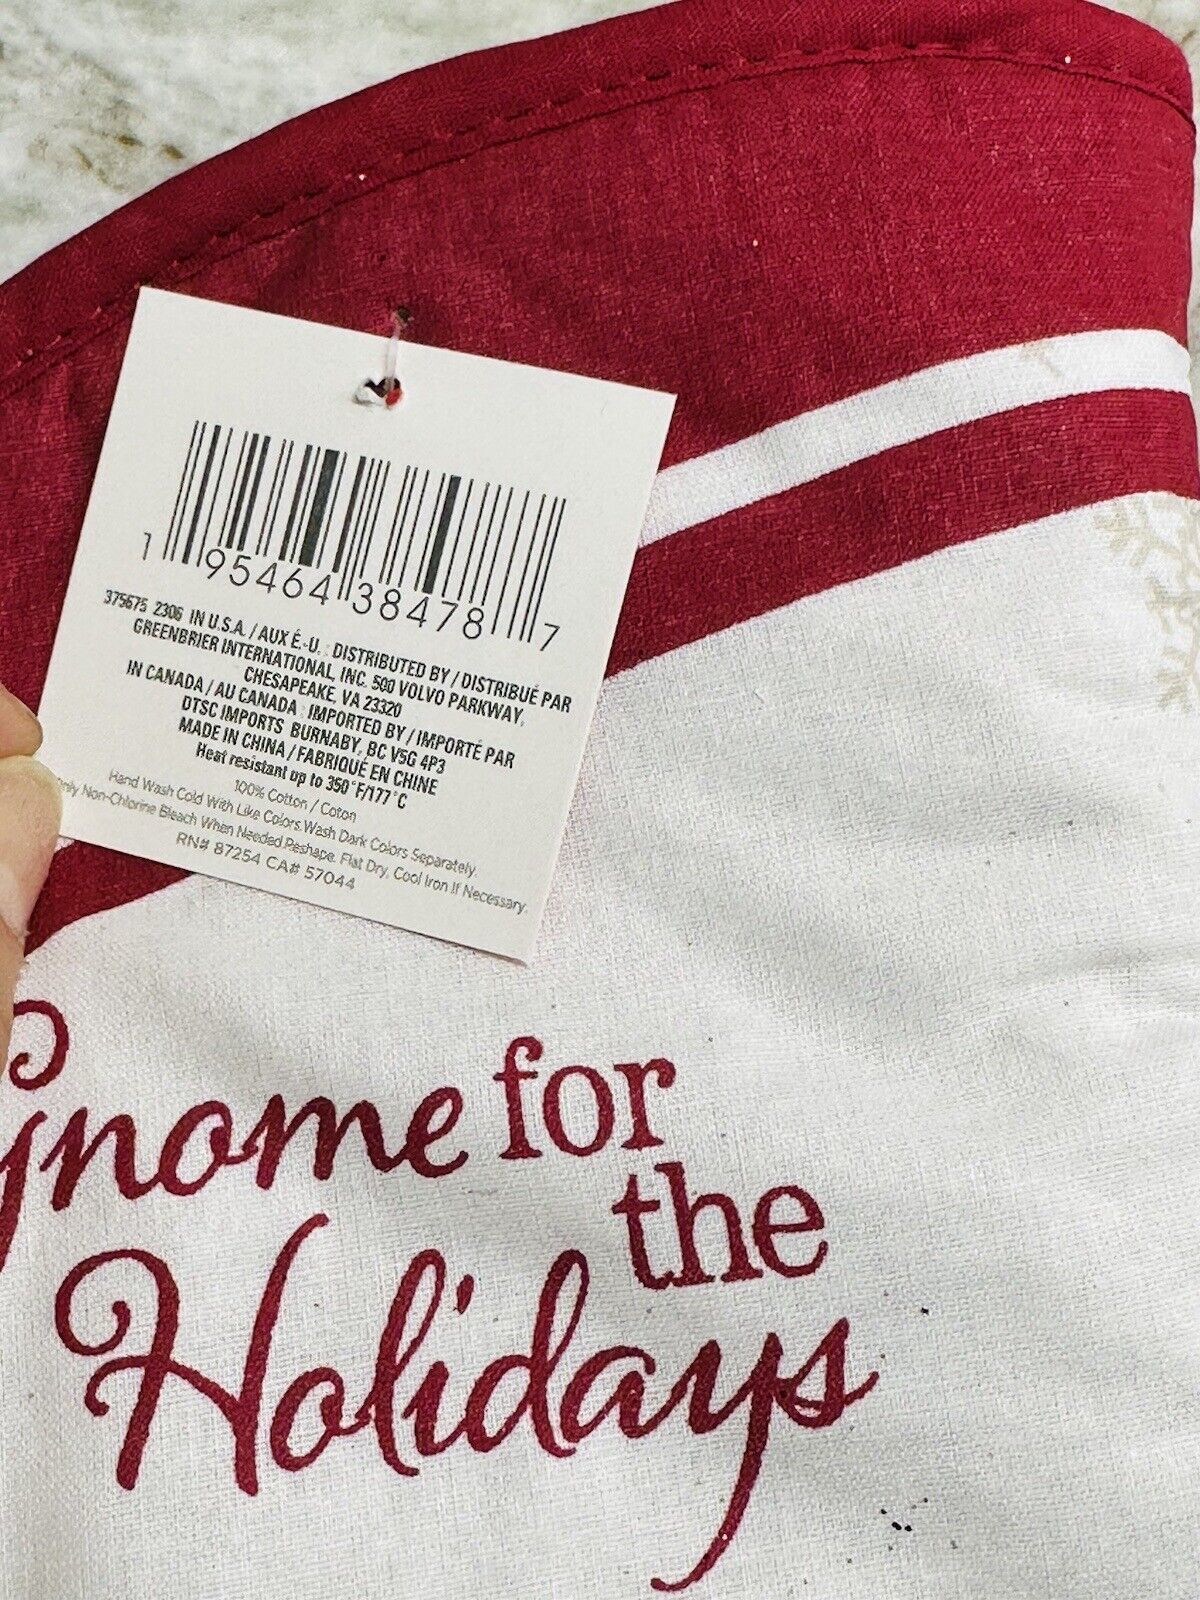 1 95464 38478 7
375675 2306 IN U.S.A. / AUX É.-U. : DISTRIBUTED BY / DISTRIBUÉ PAR
GREENBRIER INTERNATIONAL, INC. 500 VOLVO PARKWAY,
CHESAPEAKE, VA 23320
IN CANADA / AU CANADA : IMPORTED BY / IMPORTÉ PAR
DTSC IMPORTS BURNABY, BC V5G 4P3
MADE IN CHINA / FABRIQUÉ EN CHINE
Heat resistant up to 350°F/177°C
100% Cotton / Coton
Hand Wash Cold With Like Colors. Wash Dark Colors Separately.
Only Non-Chlorine Bleach When Needed. Reshape. Flat Dry, Cool Iron If Necessary.
RN# 87254 CA# 57044
Gnome for
the
Holidays